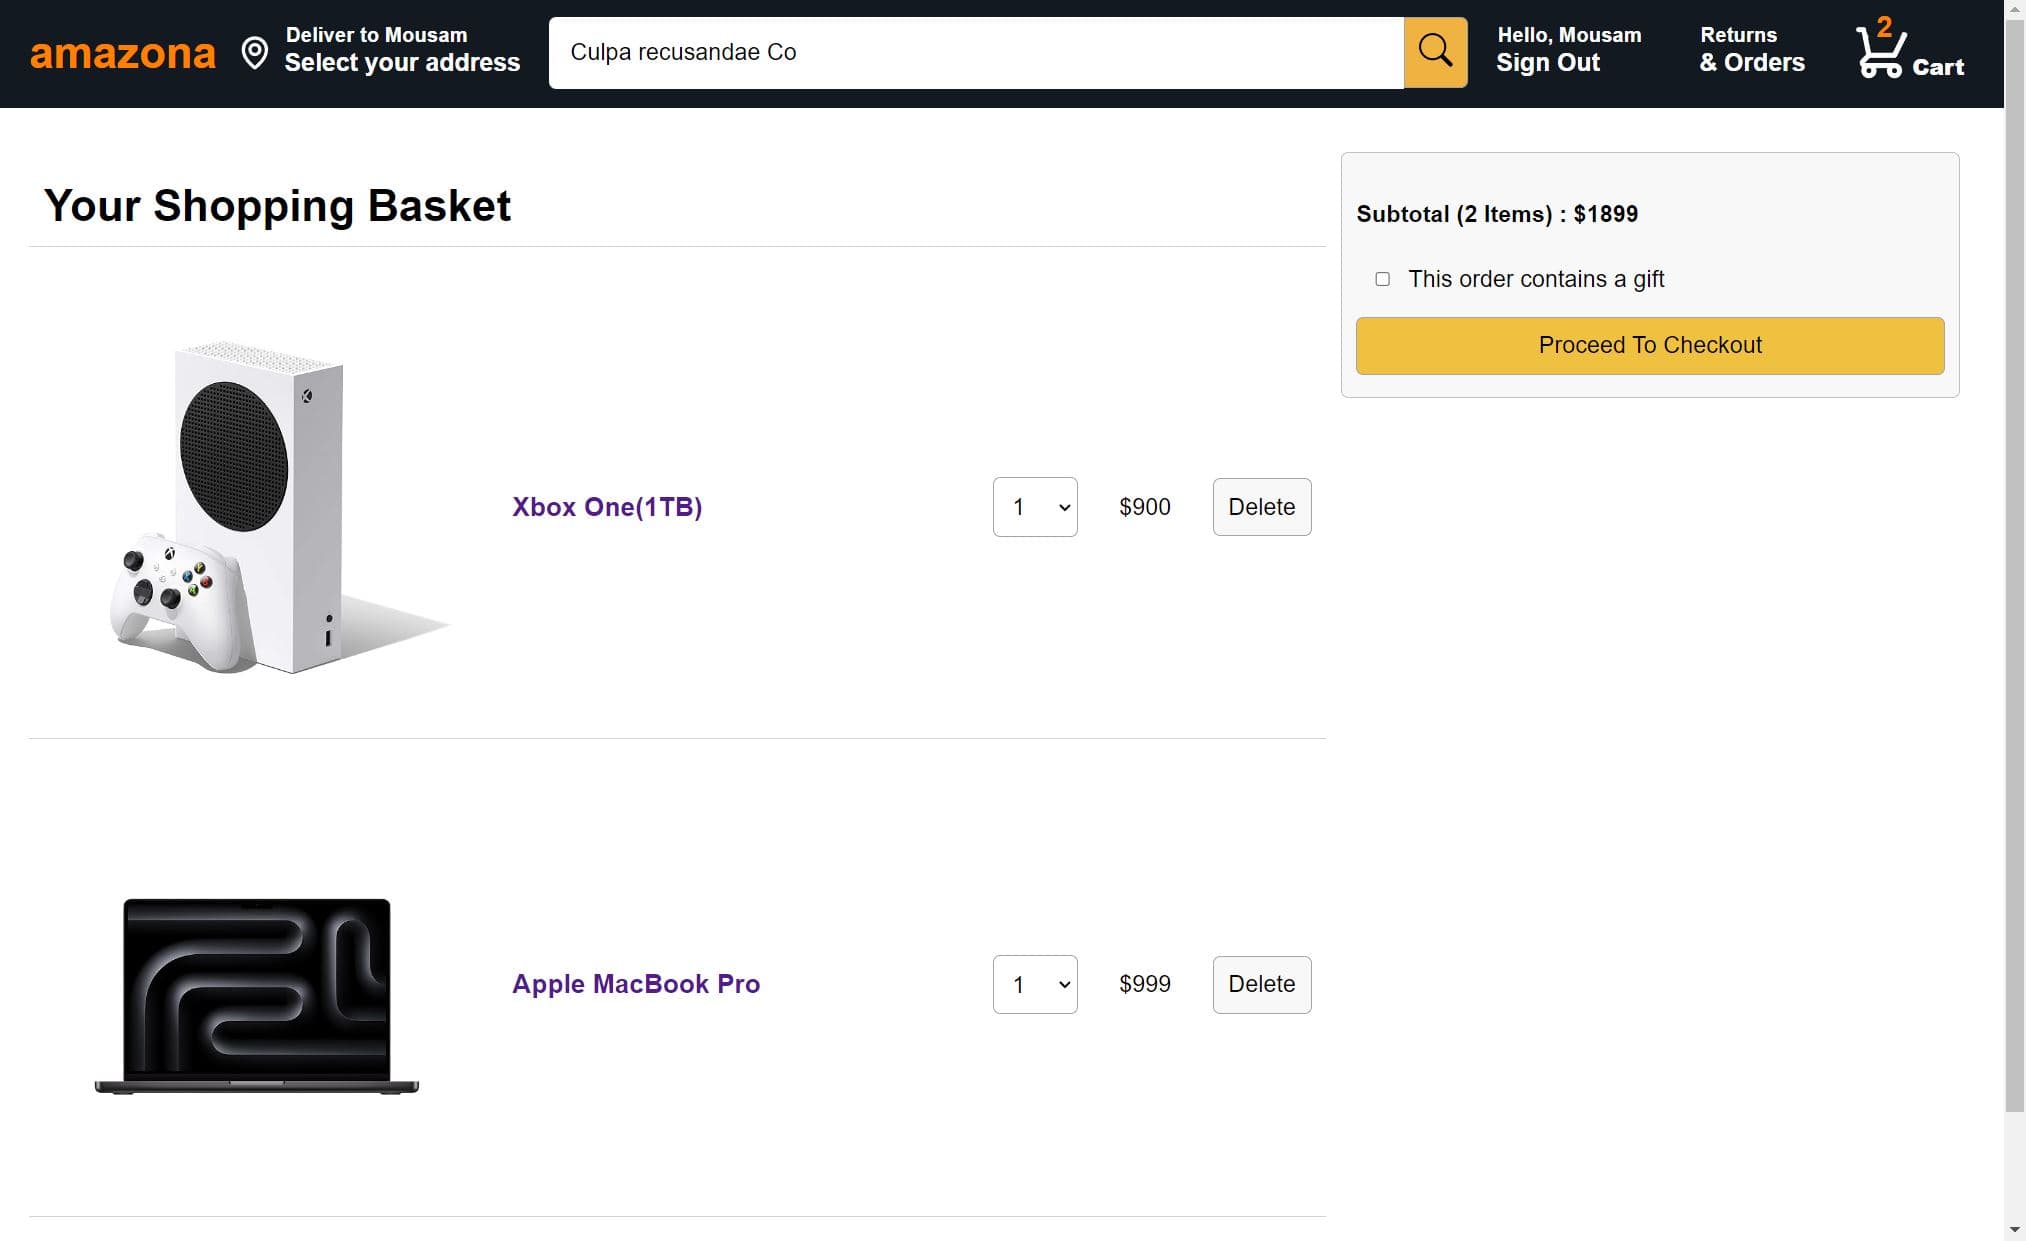 amazona
Deliver to Mousam
Select your address
Culpa recusandae Co
Hello, Mousam
Sign Out
Returns
& Orders
2
Cart
Your Shopping Basket
Subtotal (2 Items) : $1899
This order contains a gift
Proceed To Checkout
Xbox One(1TB)
1
$900
Delete
Apple MacBook Pro
1
$999
Delete